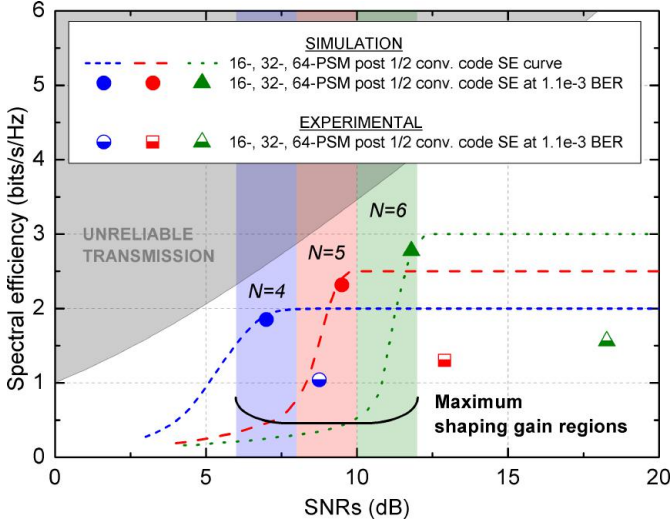 6
5
4
3
2
1
0
Spectral efficiency (bits/s/Hz)
SIMULATION
16-, 32-, 64-PSM post 1/2 conv. code SE curve
16-, 32-, 64-PSM post 1/2 conv. code SE at 1.1e-3 BER
EXPERIMENTAL
16-, 32-, 64-PSM post 1/2 conv. code SE at 1.1e-3 BER
UNRELIABLE
TRANSMISSION
N=6
N=5
N=4
Maximum
shaping gain regions
0
5
10
15
20
SNRs (dB)